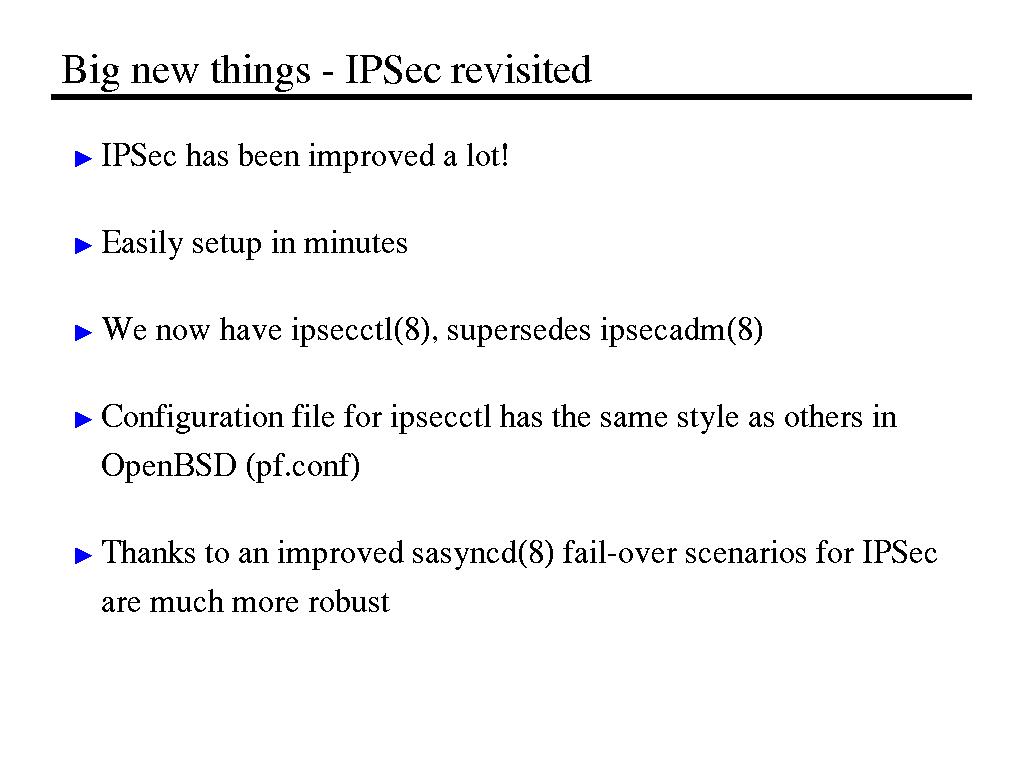 Big new things - IPSec revisited
IPSec has been improved a lot!
Easily setup in minutes
We now have ipsecctl(8), supersedes ipsecadm(8)
Configuration file for ipsecctl has the same style as others in
OpenBSD (pf.conf)
Thanks to an improved sasyncd(8) fail-over scenarios for IPSec
are much more robust